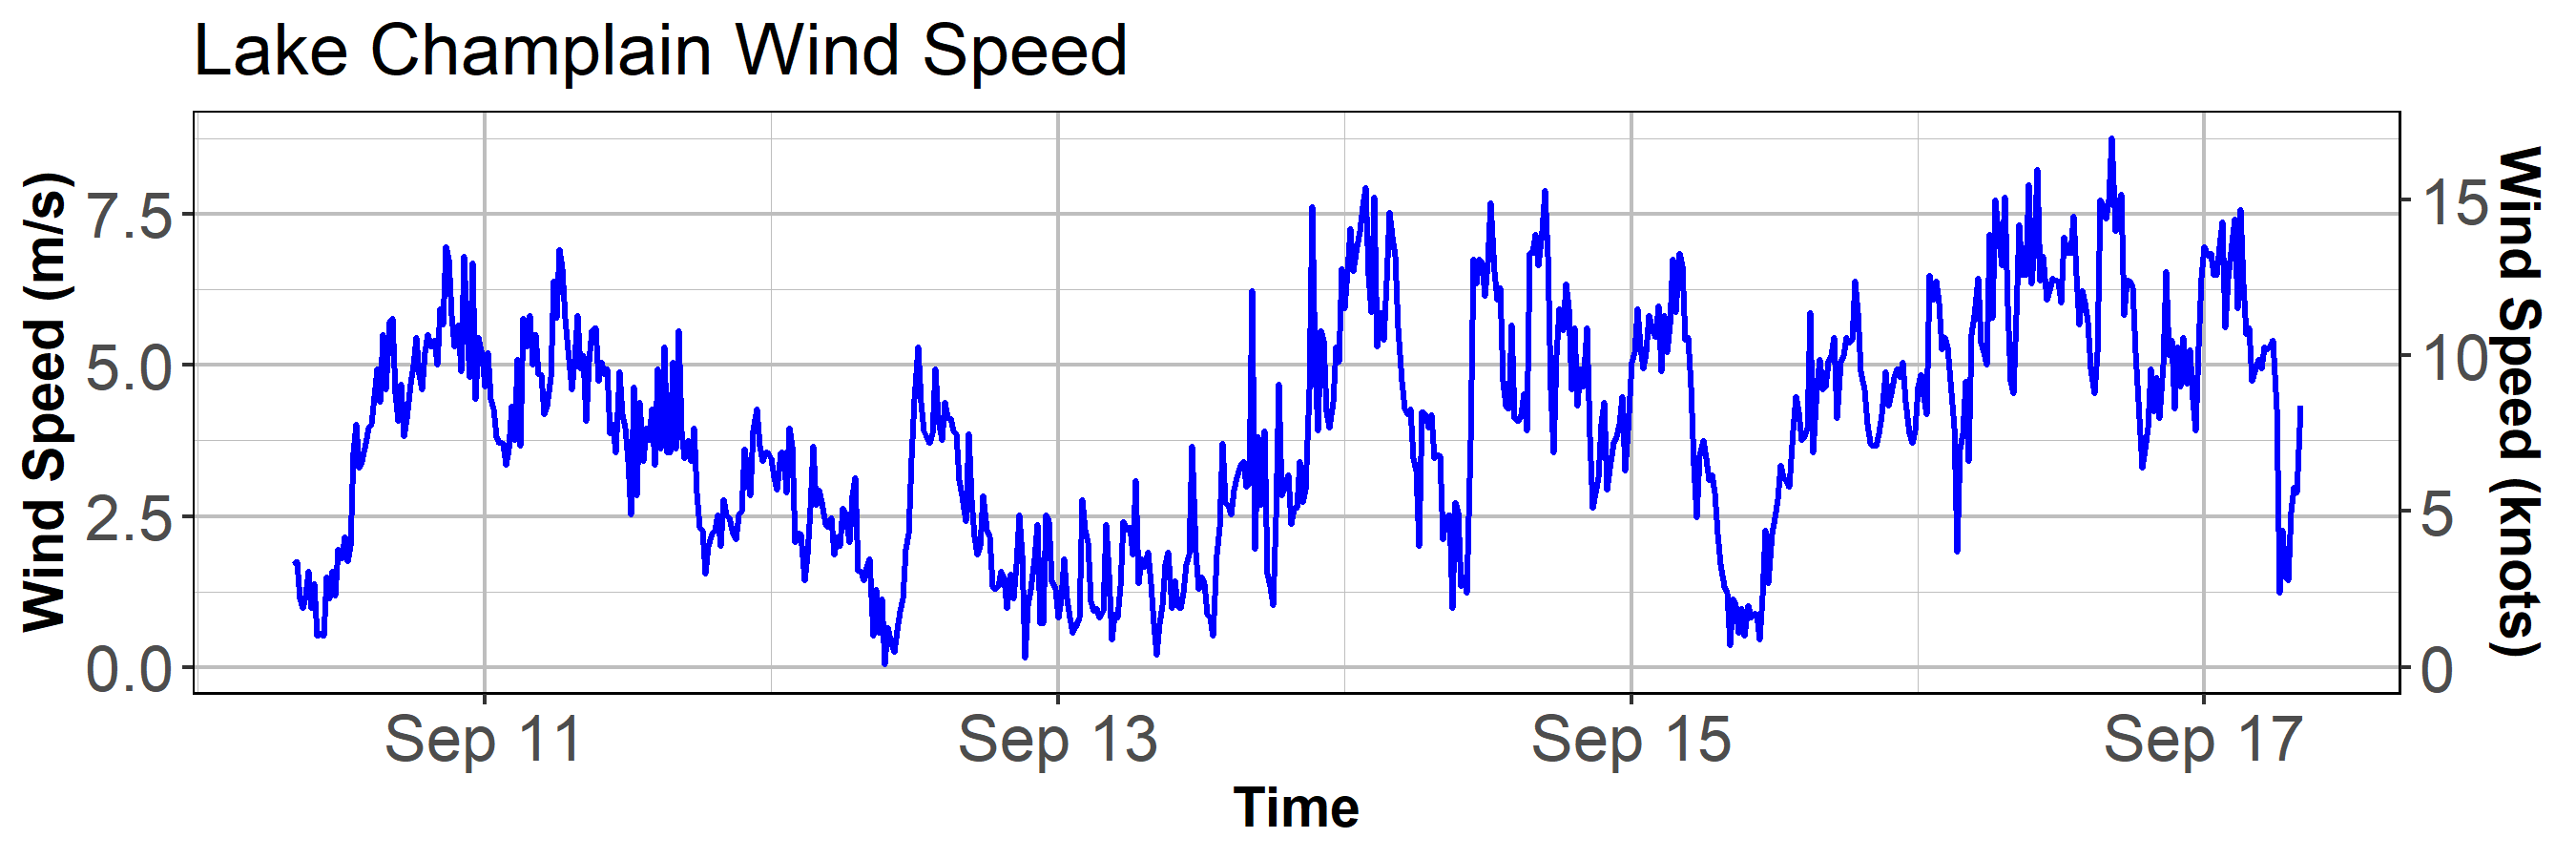 Lake Champlain Wind Speed
Wind Speed (m/s)
7.5
5.0
2.5
0.0
15
10
5
0
Wind Speed (knots)
Sep 11
Sep 13
Sep 15
Sep 17
Time